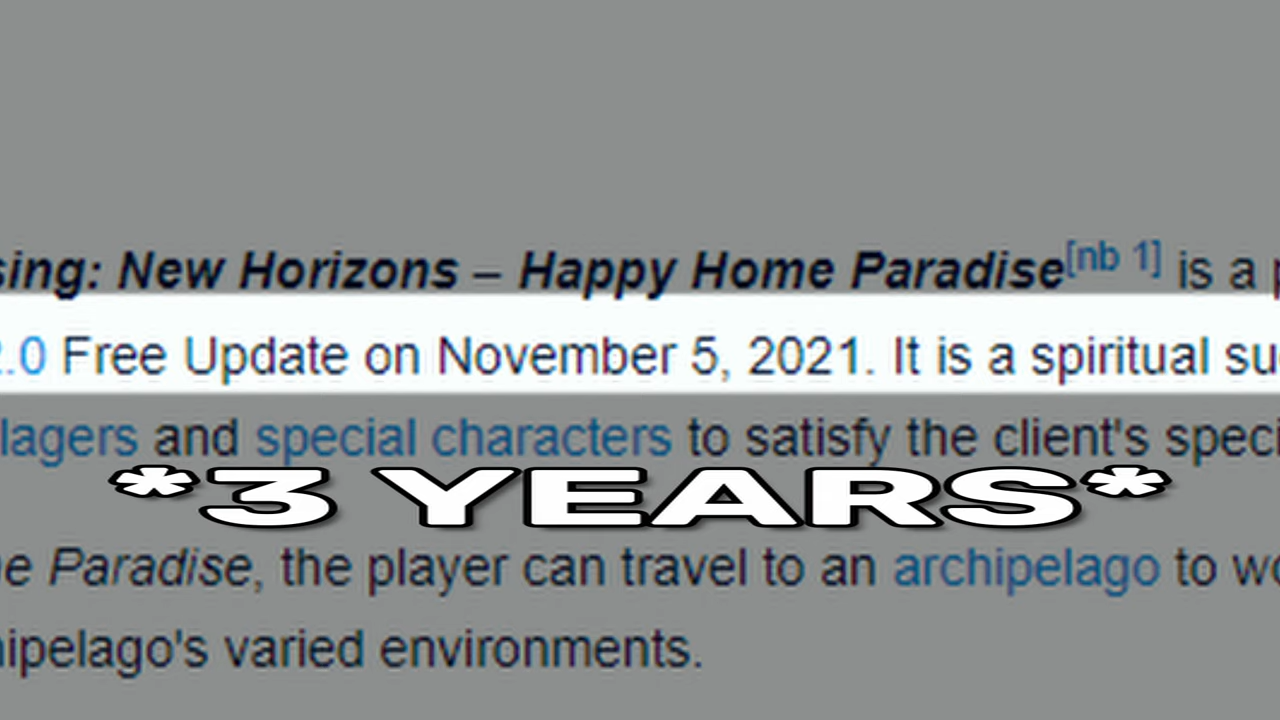 sing: New Horizons – Happy Home Paradise[nb 1] is a
2.0 Free Update on November 5, 2021. It is a spiritual su
lagers and special characters to satisfy the client's speci
*3 YEARS*
e Paradise, the player can travel to an archipelago to wo
ipelago's varied environments.